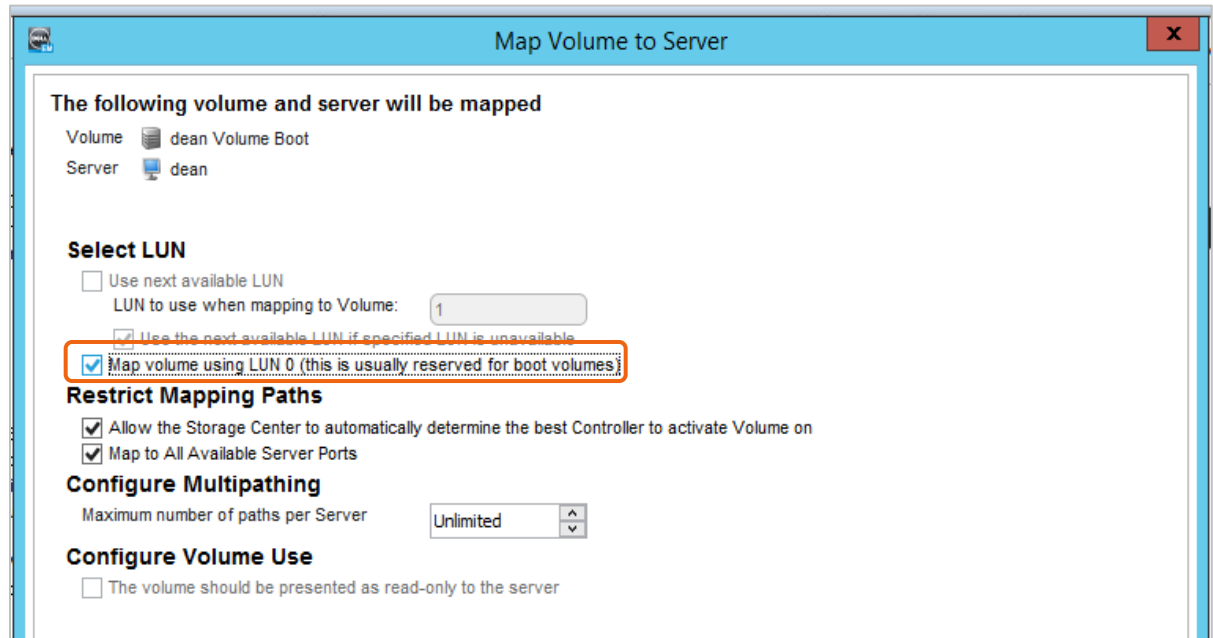 Map Volume to Server
x
The following volume and server will be mapped
Volume dean Volume Boot
Server dean
Select LUN
Use next available LUN
LUN to use when mapping to Volume: 1
Use the next available LUN if specified LUN is unavailable
Map volume using LUN 0 (this is usually reserved for boot volumes)
Restrict Mapping Paths
Allow the Storage Center to automatically determine the best Controller to activate Volume on
Map to All Available Server Ports
Configure Multipathing
Maximum number of paths per Server Unlimited
Configure Volume Use
The volume should be presented as read-only to the server